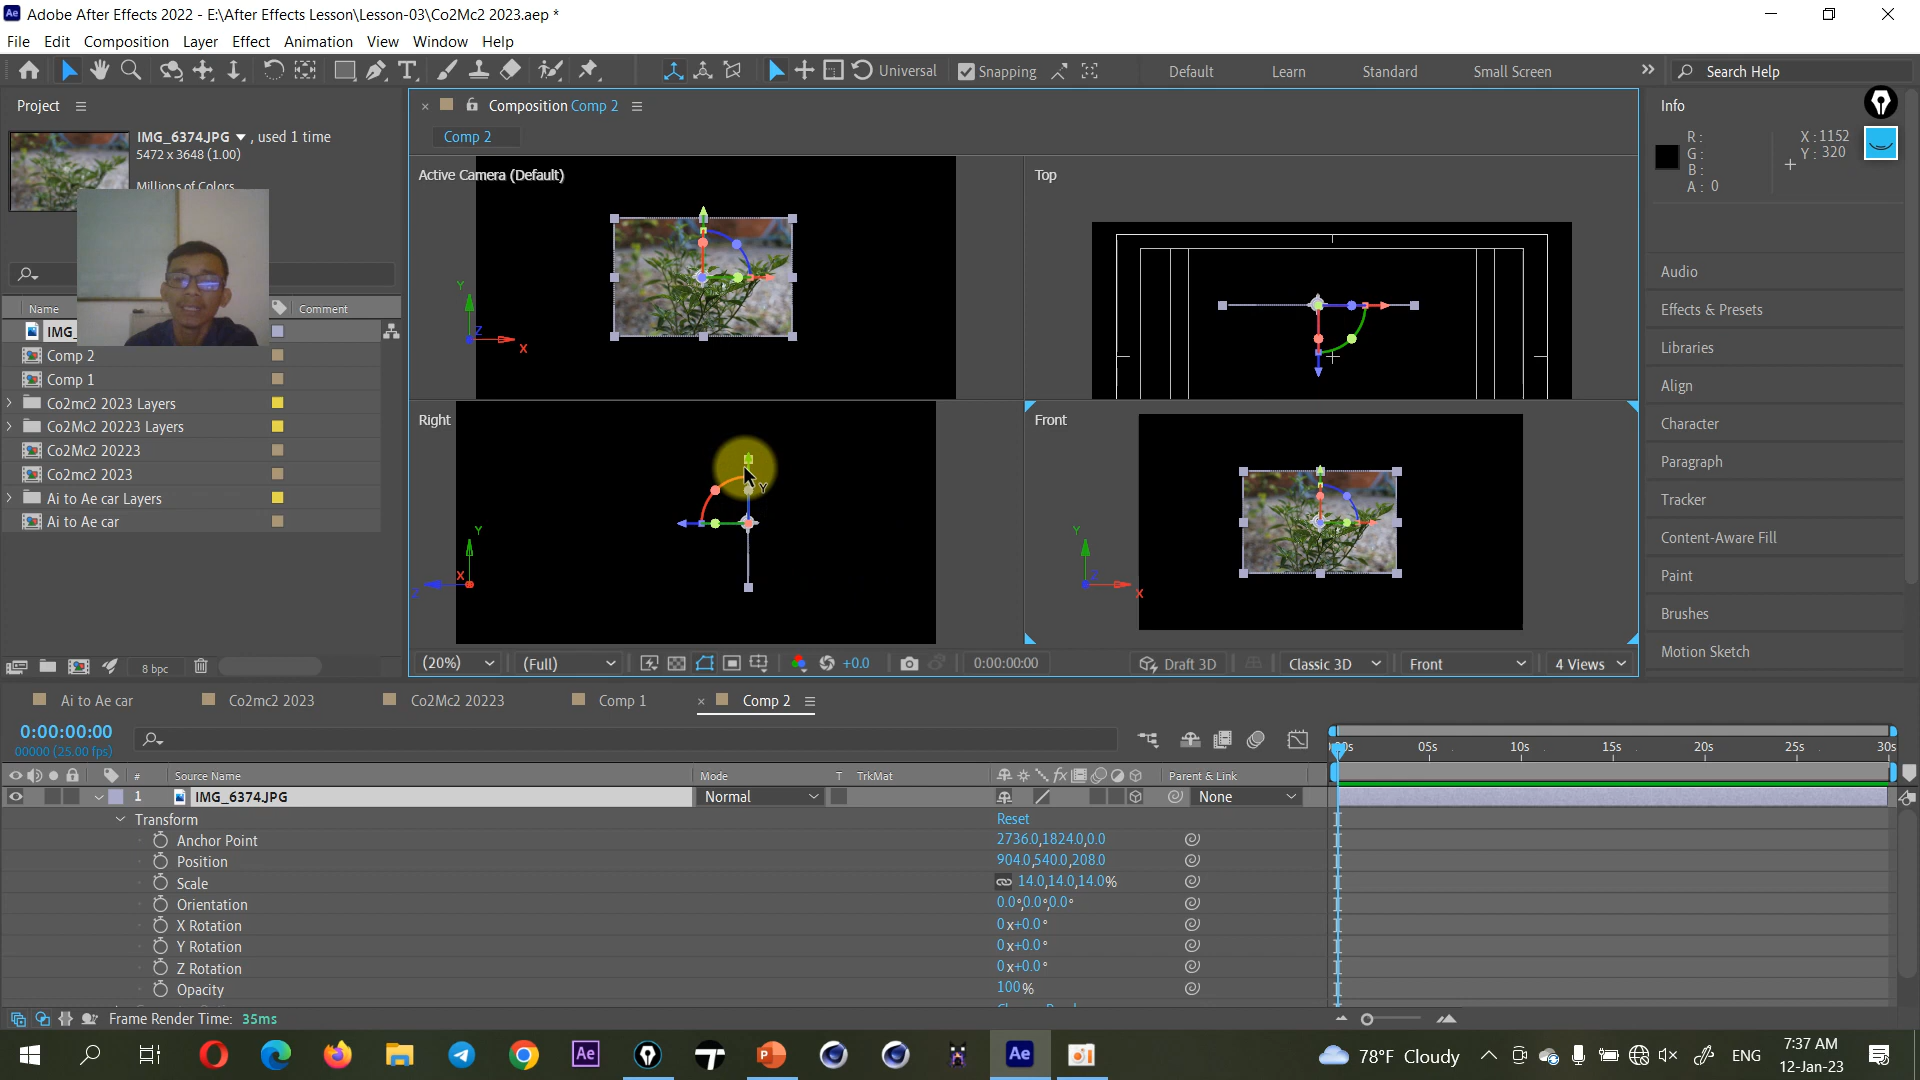 Adobe After Effects 2022 - E:\After Effects Lesson\Lesson-03\Co2Mc2 2023.aep *
File Edit Composition Layer Effect Animation View Window Help
Universal Snapping Default Learn Standard Small Screen Search Help
Project
IMG_6374.JPG , used 1 time
5472 x 3648 (1.00)
Millions of Colors
Name Comment
IMG_
Comp 2
Comp 1
Co2mc2 2023 Layers
Co2Mc2 20223 Layers
Co2Mc2 20223
Co2mc2 2023
Ai to Ae car Layers
Ai to Ae car
8 bpc
Composition Comp 2
Comp 2
Active Camera (Default)
Y
Z
X
Top
Right
Y
Y
X
Z
Front
Y
Z
X
(20%) (Full) +0.0 0:00:00:00 Draft 3D Classic 3D Front 4 Views
Info
R :
G :
B :
A : 0
X : 1152
Y : 320
Audio
Effects & Presets
Libraries
Align
Character
Paragraph
Tracker
Content-Aware Fill
Paint
Brushes
Motion Sketch
Ai to Ae car Co2mc2 2023 Co2Mc2 20223 Comp 1 Comp 2
0:00:00:00
00000 (25.00 fps)
05s 10s 15s 20s 25s 30s
# Source Name Mode T TrkMat fx Parent & Link
1 IMG_6374.JPG Normal None
Transform Reset
Anchor Point 2736.0,1824.0,0.0
Position 904.0,540.0,208.0
Scale 14.0,14.0,14.0%
Orientation 0.0°,0.0°,0.0°
X Rotation 0x+0.0°
Y Rotation 0x+0.0°
Z Rotation 0x+0.0°
Opacity 100%
Frame Render Time: 35ms
Ae Ae
78°F Cloudy ENG
7:37 AM
12-Jan-23